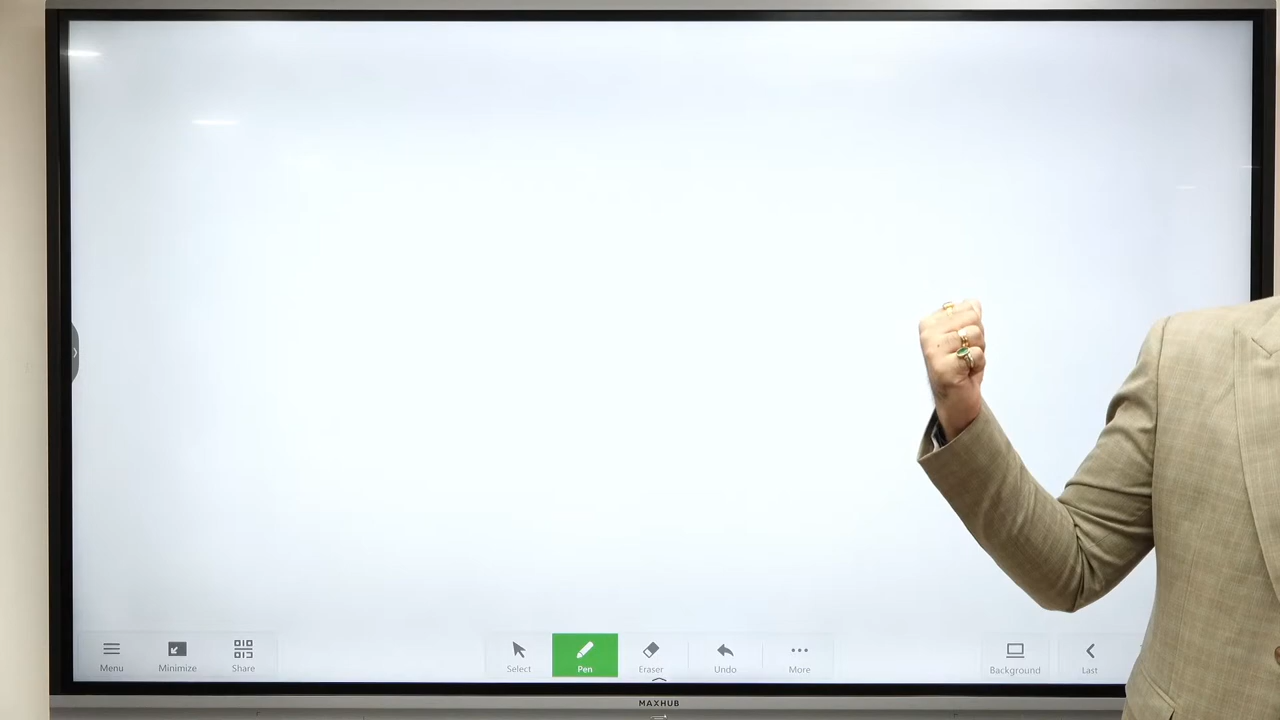 Menu
Minimize
Share
Select
Pen
Eraser
Undo
More
Background
Last
MAXHUB